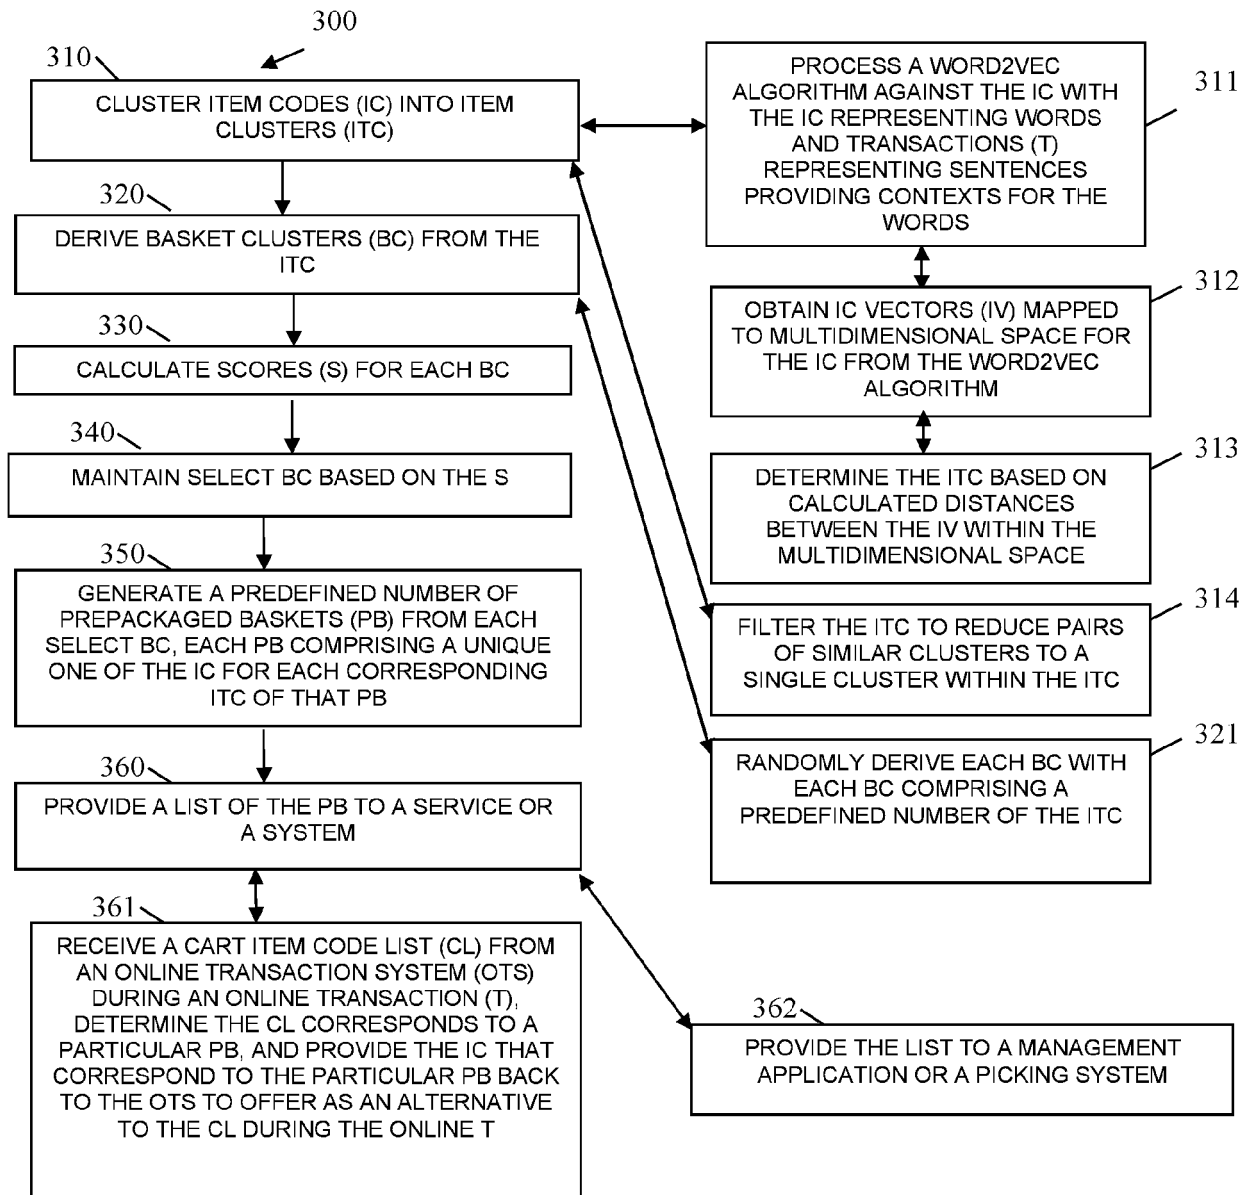 300
310
CLUSTER ITEM CODES (IC) INTO ITEM
CLUSTERS (ITC)
320
DERIVE BASKET CLUSTERS (BC) FROM THE
ITC
330
CALCULATE SCORES (S) FOR EACH BC
340
MAINTAIN SELECT BC BASED ON THE S
350
GENERATE A PREDEFINED NUMBER OF
PREPACKAGED BASKETS (PB) FROM EACH
SELECT BC, EACH PB COMPRISING A UNIQUE
ONE OF THE IC FOR EACH CORRESPONDING
ITC OF THAT PB
360
PROVIDE A LIST OF THE PB TO A SERVICE OR
A SYSTEM
361
RECEIVE A CART ITEM CODE LIST (CL) FROM
AN ONLINE TRANSACTION SYSTEM (OTS)
DURING AN ONLINE TRANSACTION (T),
DETERMINE THE CL CORRESPONDS TO A
PARTICULAR PB, AND PROVIDE THE IC THAT
CORRESPOND TO THE PARTICULAR PB BACK
TO THE OTS TO OFFER AS AN ALTERNATIVE
TO THE CL DURING THE ONLINE T
311
PROCESS A WORD2VEC
ALGORITHM AGAINST THE IC WITH
THE IC REPRESENTING WORDS
AND TRANSACTIONS (T)
REPRESENTING SENTENCES
PROVIDING CONTEXTS FOR THE
WORDS
312
OBTAIN IC VECTORS (IV) MAPPED
TO MULTIDIMENSIONAL SPACE FOR
THE IC FROM THE WORD2VEC
ALGORITHM
313
DETERMINE THE ITC BASED ON
CALCULATED DISTANCES
BETWEEN THE IV WITHIN THE
MULTIDIMENSIONAL SPACE
314
FILTER THE ITC TO REDUCE PAIRS
OF SIMILAR CLUSTERS TO A
SINGLE CLUSTER WITHIN THE ITC
321
RANDOMLY DERIVE EACH BC WITH
EACH BC COMPRISING A
PREDEFINED NUMBER OF THE ITC
362
PROVIDE THE LIST TO A MANAGEMENT
APPLICATION OR A PICKING SYSTEM